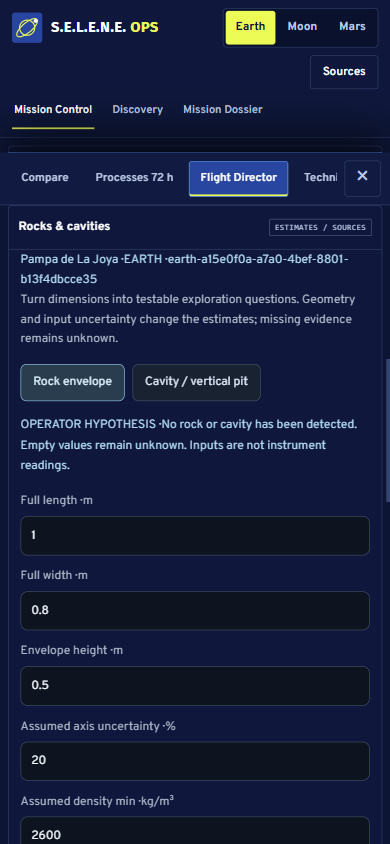 S.E.L.E.N.E. OPS
Earth
Moon
Mars
Sources
Mission Control
Discovery
Mission Dossier
Compare
Processes 72 h
Flight Director
Techni
×
Rocks & cavities
ESTIMATES / SOURCES
Pampa de La Joya ·EARTH ·earth-a15e0f0a-a7a0-4bef-8801-
b13f4dbcce35
Turn dimensions into testable exploration questions. Geometry
and input uncertainty change the estimates; missing evidence
remains unknown.
Rock envelope
Cavity / vertical pit
OPERATOR HYPOTHESIS ·No rock or cavity has been detected.
Empty values remain unknown. Inputs are not instrument
readings.
Full length ·m
1
Full width ·m
0.8
Envelope height ·m
0.5
Assumed axis uncertainty ·%
20
Assumed density min ·kg/m³
2600